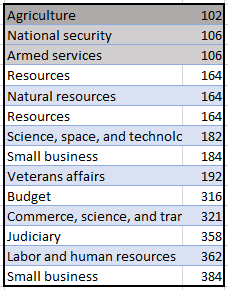 Agriculture 102
National security 106
Armed services 106
Resources 164
Natural resources 164
Resources 164
Science, space, and technolo 182
Small business 184
Veterans affairs 192
Budget 316
Commerce, science, and tran 321
Judiciary 358
Labor and human resources 362
Small business 384